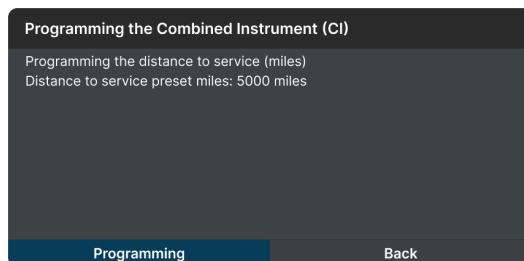 Programming the Combined Instrument (CI)
Programming the distance to service (miles)
Distance to service preset miles: 5000 miles
Programming
Back